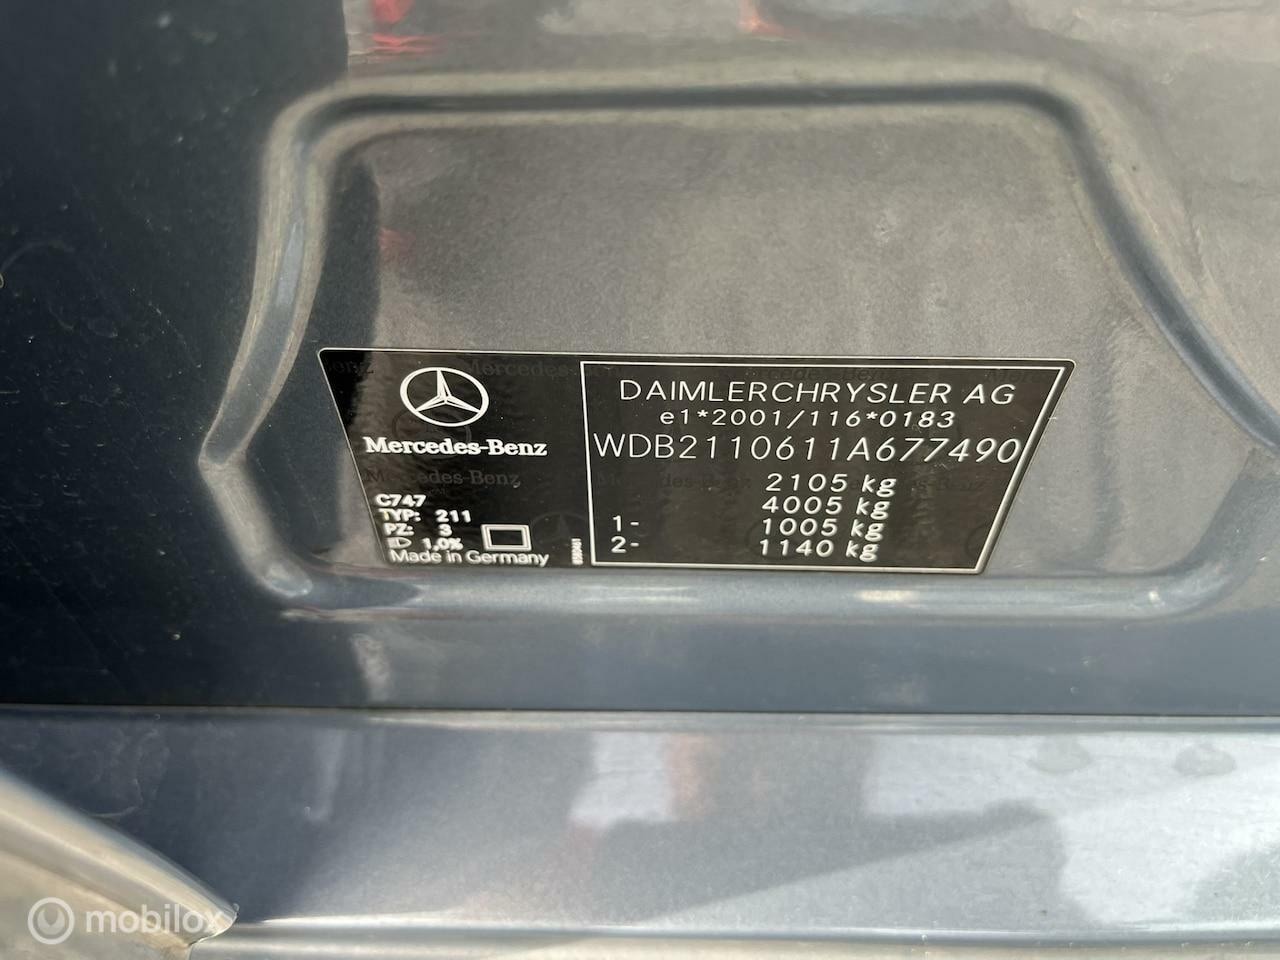 Mercedes-Benz
C747
TYP: 211
PZ: 3
1,0%
Made in Germany
DAIMLERCHRYSLER AG
e1*2001/116*0183
WDB2110611A677490
2105 kg
4005 kg
1- 1005 kg
2- 1140 kg
mobilox